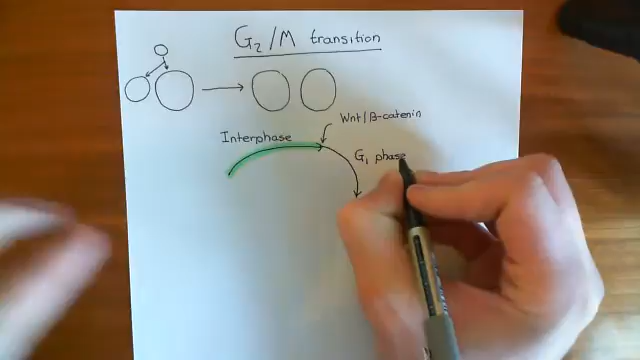 G₂/M transition
Wnt/β-catenin
Interphase
G₁ phase